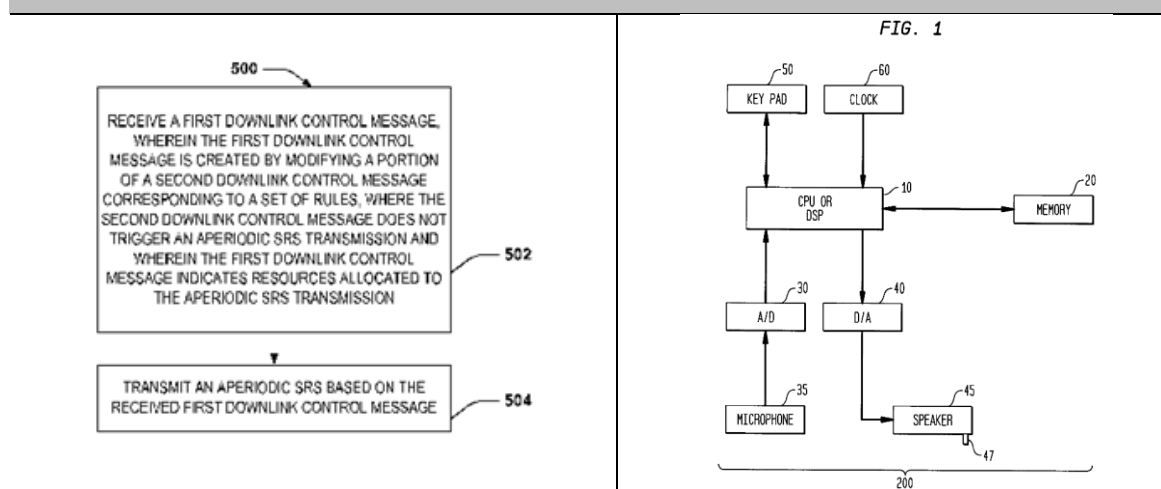 500
RECEIVE A FIRST DOWNLINK CONTROL MESSAGE,
WHEREIN THE FIRST DOWNLINK CONTROL
MESSAGE IS CREATED BY MODIFYING A PORTION
OF A SECOND DOWNLINK CONTROL MESSAGE
CORRESPONDING TO A SET OF RULES, WHERE THE
SECOND DOWNLINK CONTROL MESSAGE DOES NOT
TRIGGER AN APERIODIC SRS TRANSMISSION AND
WHEREIN THE FIRST DOWNLINK CONTROL
MESSAGE INDICATES RESOURCES ALLOCATED TO
THE APERIODIC SRS TRANSMISSION
502
TRANSMIT AN APERIODIC SRS BASED ON THE
RECEIVED FIRST DOWNLINK CONTROL MESSAGE
504
FIG. 1
50
60
KEY PAD
CLOCK
10
20
CPU OR
DSP
MEMORY
30
40
A/D
D/A
35
45
MICROPHONE
SPEAKER
47
200